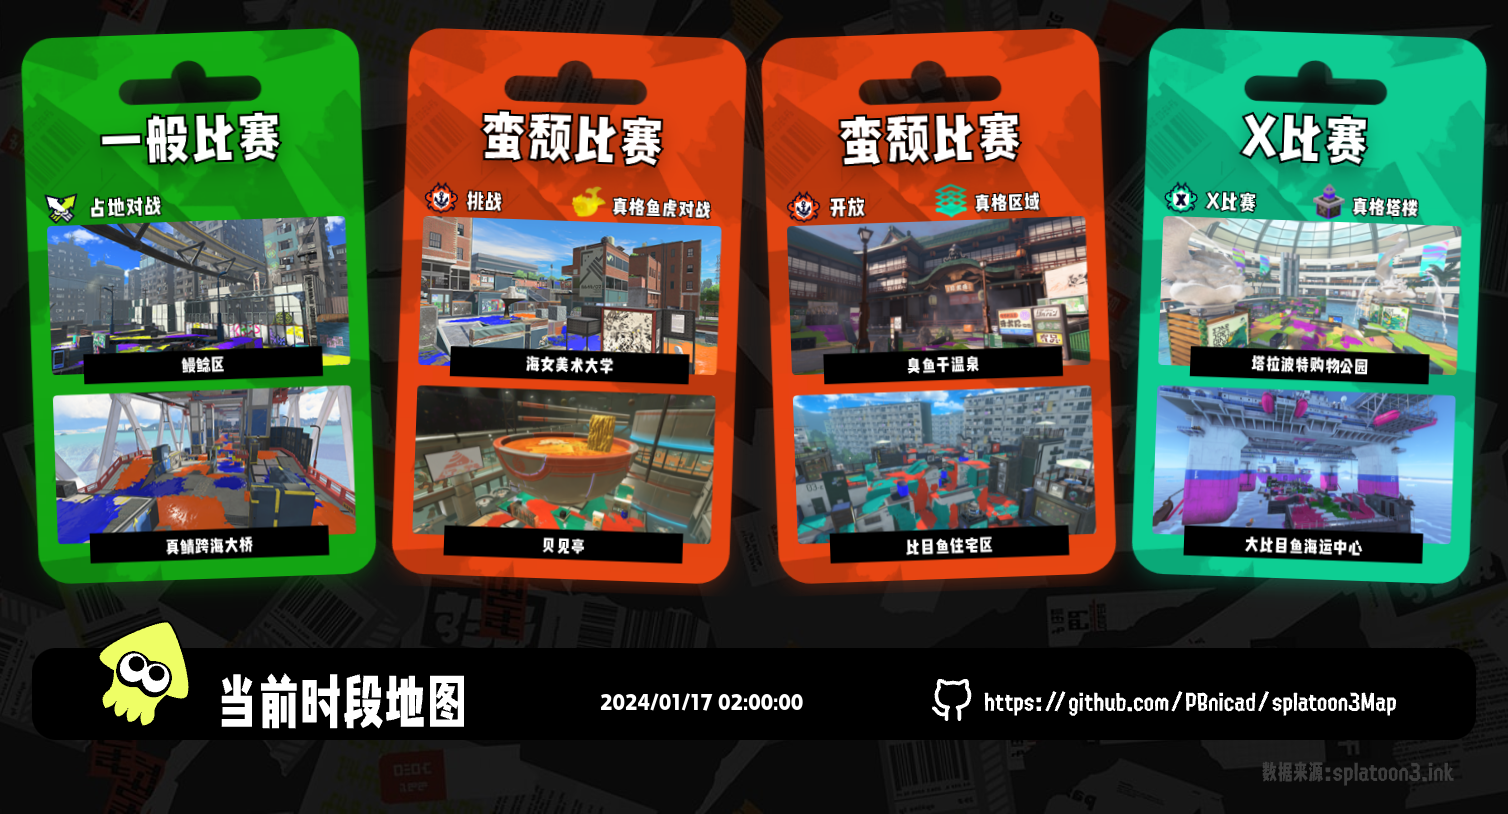 一般比赛
占地对战
鳗鲶区
真鲭跨海大桥
蛮颓比赛
挑战
真格鱼虎对战
海女美术大学
贝见亭
蛮颓比赛
开放
真格区域
臭鱼干温泉
比目鱼住宅区
X比赛
X比赛
真格塔楼
塔拉波特购物公园
大比目鱼海运中心
当前时段地图
2024/01/17 02:00:00
https://github.com/PBnicad/splatoon3Map
数据来源:splatoon3.ink